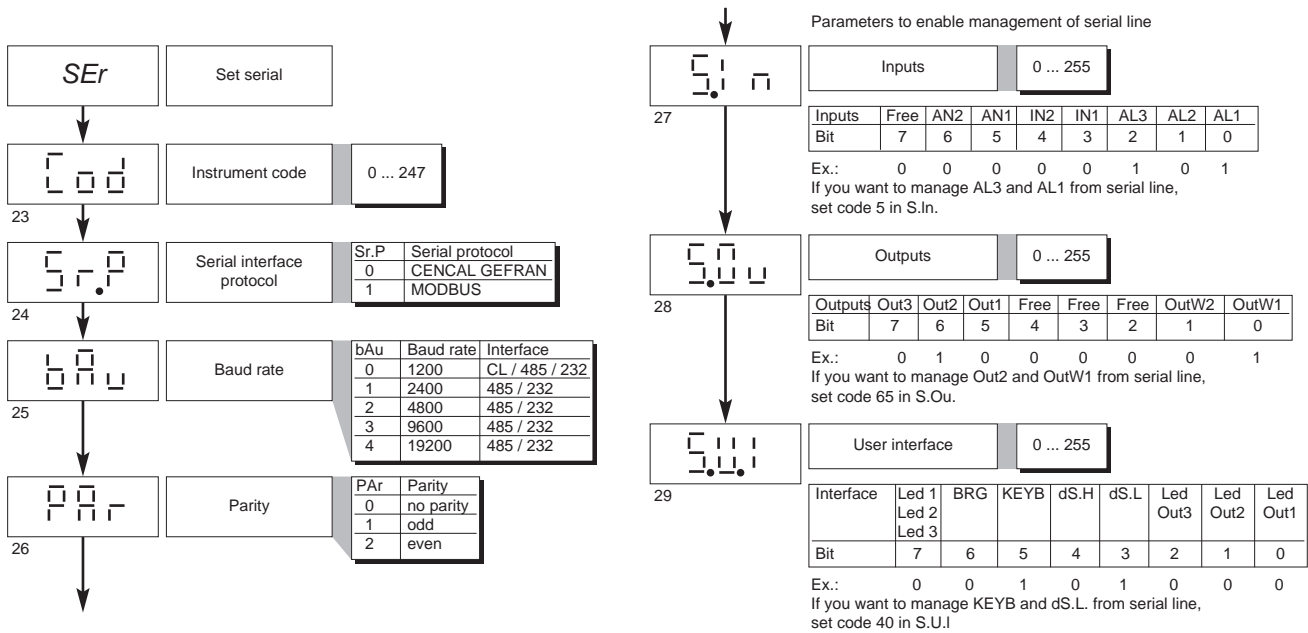 SEr
Set serial
Cod
Instrument code
0 ... 247
23
Sr.P
Serial interface
protocol
Sr.P Serial protocol
0 CENCAL GEFRAN
1 MODBUS
24
bAu
Baud rate
bAu Baud rate Interface
0 1200 CL / 485 / 232
1 2400 485 / 232
2 4800 485 / 232
3 9600 485 / 232
4 19200 485 / 232
25
PAr
Parity
PAr Parity
0 no parity
1 odd
2 even
26
Parameters to enable management of serial line
S.I n
Inputs
0 ... 255
27
Inputs Free AN2 AN1 IN2 IN1 AL3 AL2 AL1
Bit 7 6 5 4 3 2 1 0
Ex.: 0 0 0 0 0 1 0 1
If you want to manage AL3 and AL1 from serial line,
set code 5 in S.In.
S.Ou
Outputs
0 ... 255
28
Outputs Out3 Out2 Out1 Free Free Free OutW2 OutW1
Bit 7 6 5 4 3 2 1 0
Ex.: 0 1 0 0 0 0 0 1
If you want to manage Out2 and OutW1 from serial line,
set code 65 in S.Ou.
S.U.I
User interface
0 ... 255
29
Interface Led 1 BRG KEYB dS.H dS.L Led Led Led
Led 2 Out3 Out2 Out1
Led 3
Bit 7 6 5 4 3 2 1 0
Ex.: 0 0 1 0 1 0 0 0
If you want to manage KEYB and dS.L. from serial line,
set code 40 in S.U.I